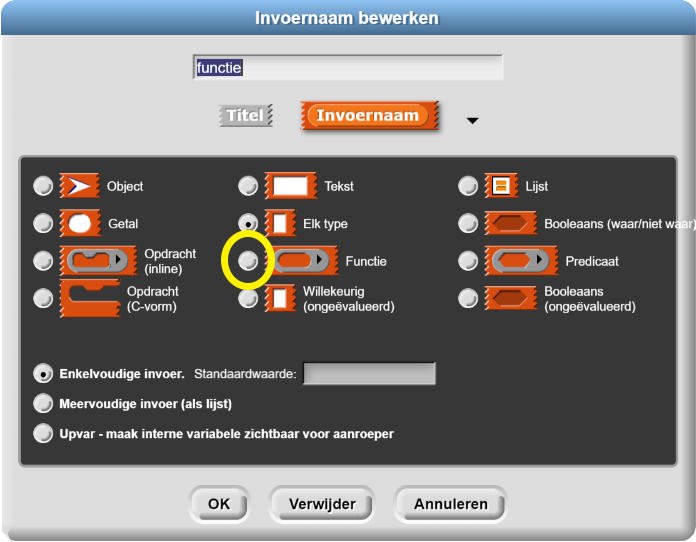 Invoernaam bewerken
functie
Titel Invoernaam
Object Tekst Lijst
Getal Elk type Booleaans (waar/niet waar)
Opdracht
(inline)
Functie Predicaat
Opdracht
(C-vorm)
Willekeurig
(ongeëvalueerd)
Booleaans
(ongeëvalueerd)
Enkelvoudige invoer. Standaardwaarde:
Meervoudige invoer (als lijst)
Upvar - maak interne variabele zichtbaar voor aanroeper
OK Verwijder Annuleren